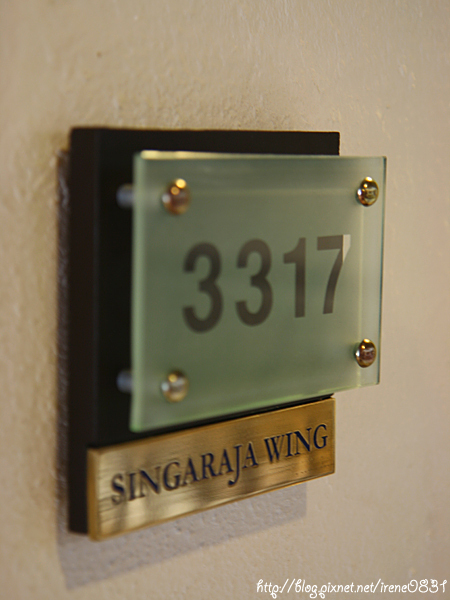 3317
SINGARAJA WING
http://blog.pixnet.net/irene0831